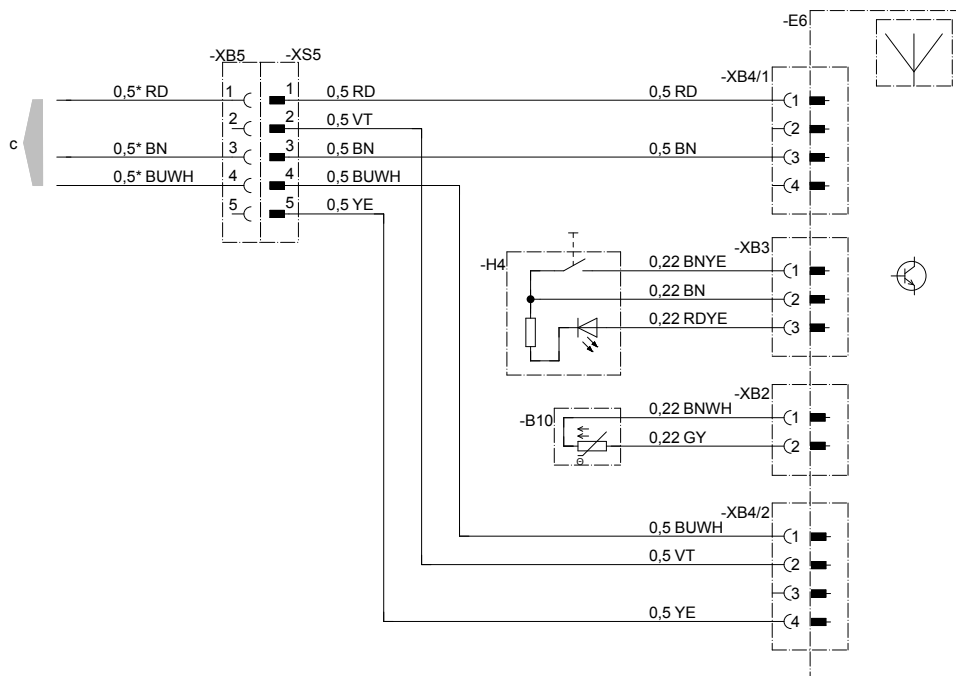 -E6
-XB5 -XS5
-XB4/1
0,5* RD 1 1 0,5 RD 0,5 RD 1
2 2 0,5 VT 2
c
0,5* BN 3 3 0,5 BN 0,5 BN 3
0,5* BUWH 4 4 0,5 BUWH 4
5 5 0,5 YE
-XB3
-H4
0,22 BNYE 1
0,22 BN 2
0,22 RDYE 3
-XB2
-B10
0,22 BNWH 1
0,22 GY 2
Θ
-XB4/2
0,5 BUWH 1
0,5 VT 2
3
0,5 YE 4